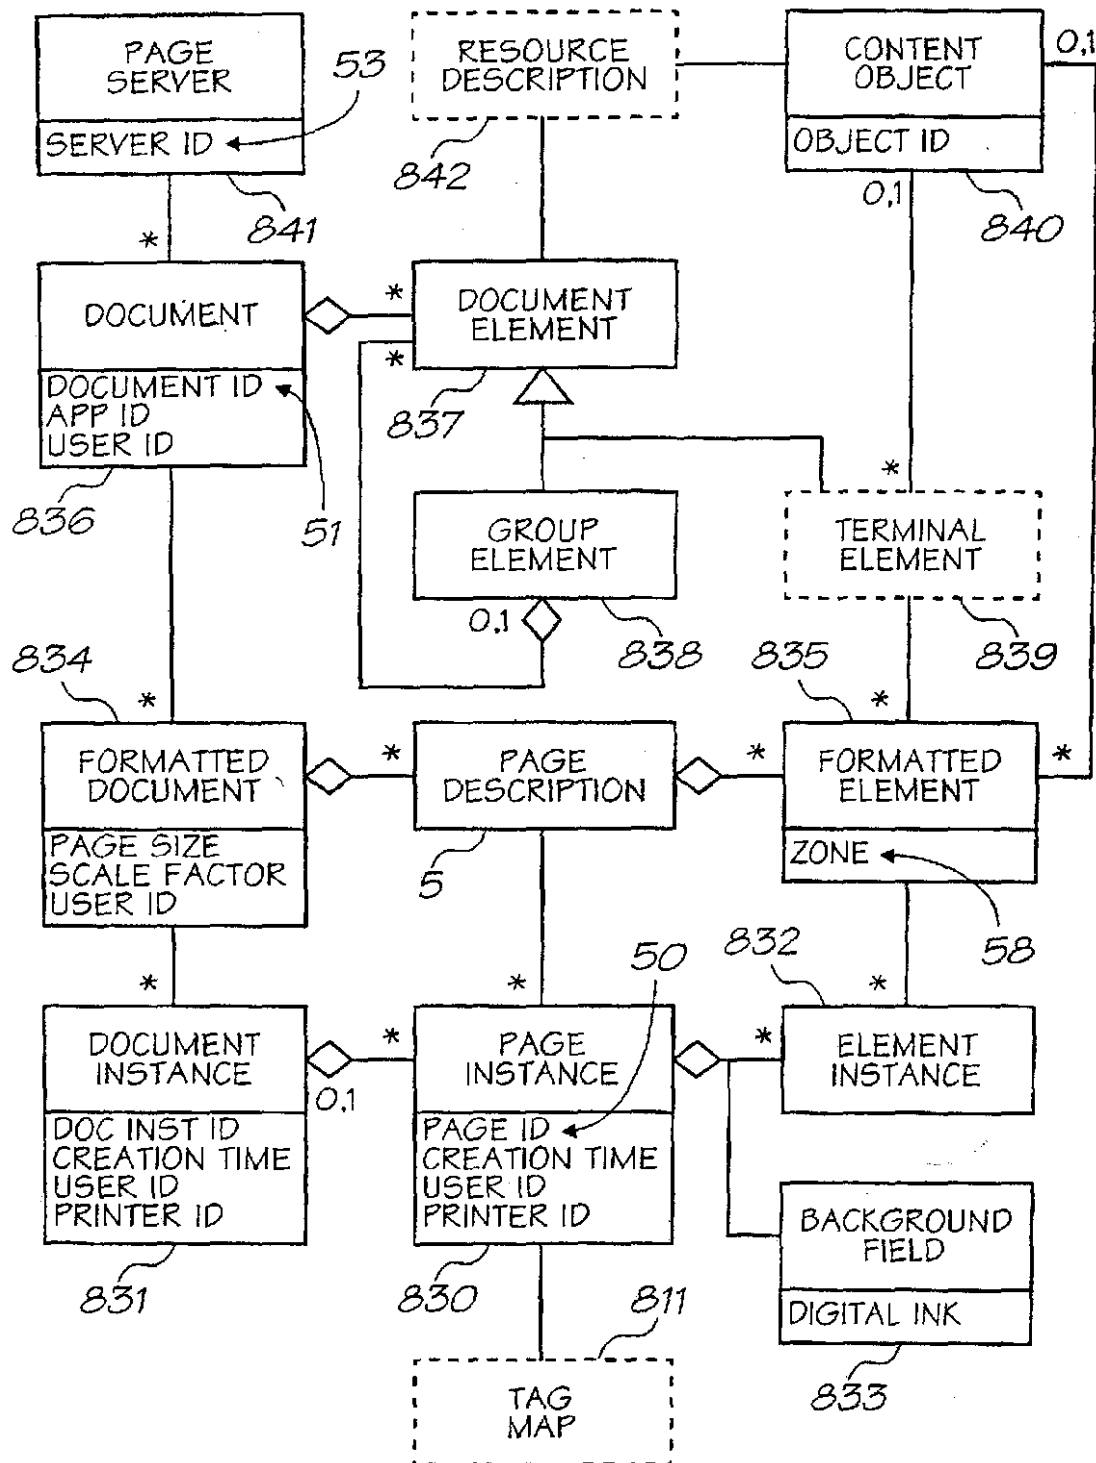 PAGE
SERVER
SERVER ID
53
841
*
RESOURCE
DESCRIPTION
842
CONTENT
OBJECT
OBJECT ID
0,1
0,1
840
DOCUMENT
DOCUMENT ID
APP ID
USER ID
836
51
*
*
DOCUMENT
ELEMENT
837
GROUP
ELEMENT
0,1
838
*
TERMINAL
ELEMENT
839
834
*
FORMATTED
DOCUMENT
PAGE SIZE
SCALE FACTOR
USER ID
*
PAGE
DESCRIPTION
5
835
*
*
*
FORMATTED
ELEMENT
ZONE
58
*
DOCUMENT
INSTANCE
DOC INST ID
CREATION TIME
USER ID
PRINTER ID
831
0,1
*
*
50
PAGE
INSTANCE
PAGE ID
CREATION TIME
USER ID
PRINTER ID
830
832
*
*
ELEMENT
INSTANCE
BACKGROUND
FIELD
DIGITAL INK
833
811
TAG
MAP